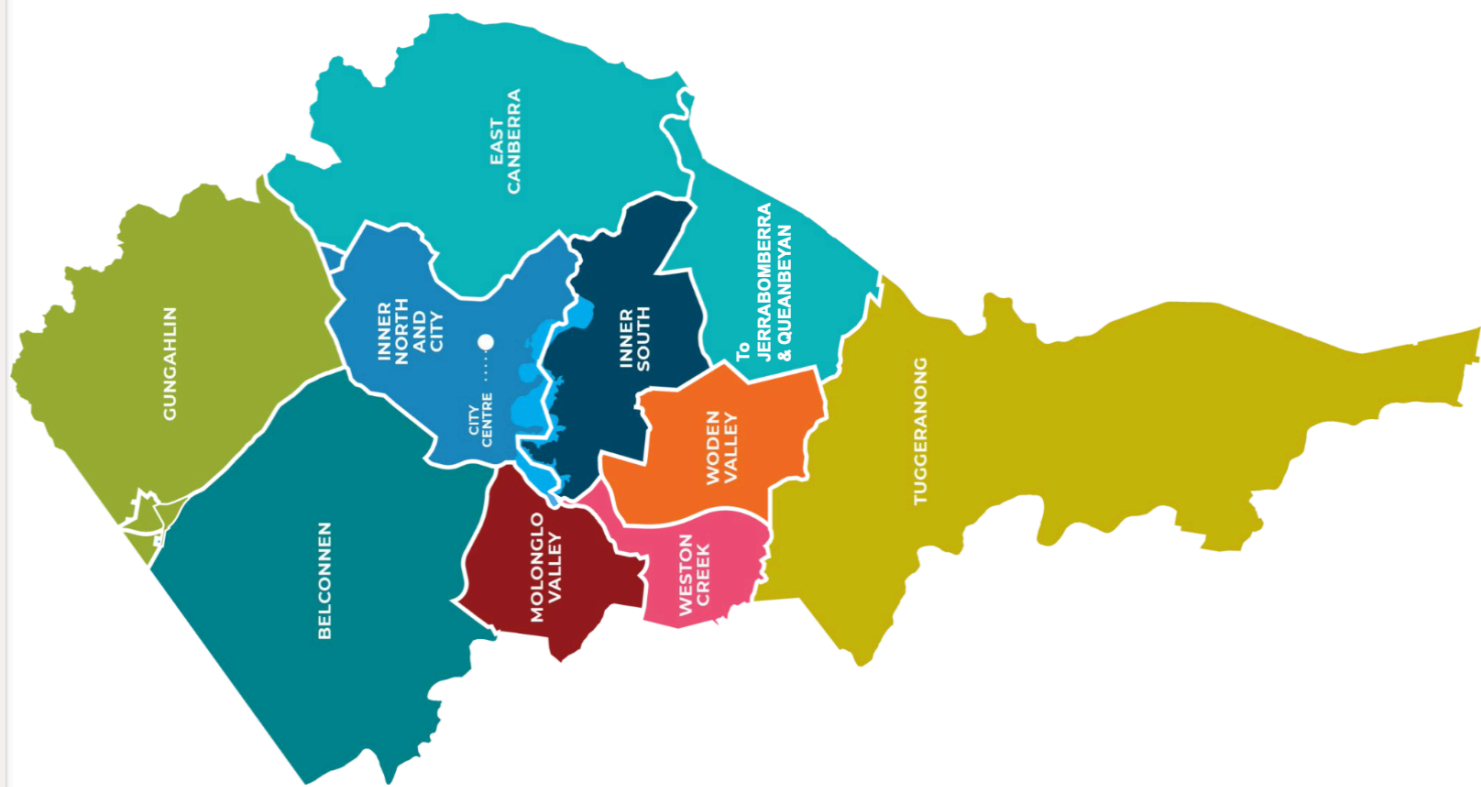 GUNGAHLIN
BELCONNEN
INNER
NORTH
AND
CITY
CITY
CENTRE
EAST
CANBERRA
MOLONGLO
VALLEY
INNER
SOUTH
WESTON
CREEK
WODEN
VALLEY
To
JERRABOMBERRA
& QUEANBEYAN
TUGGERANONG